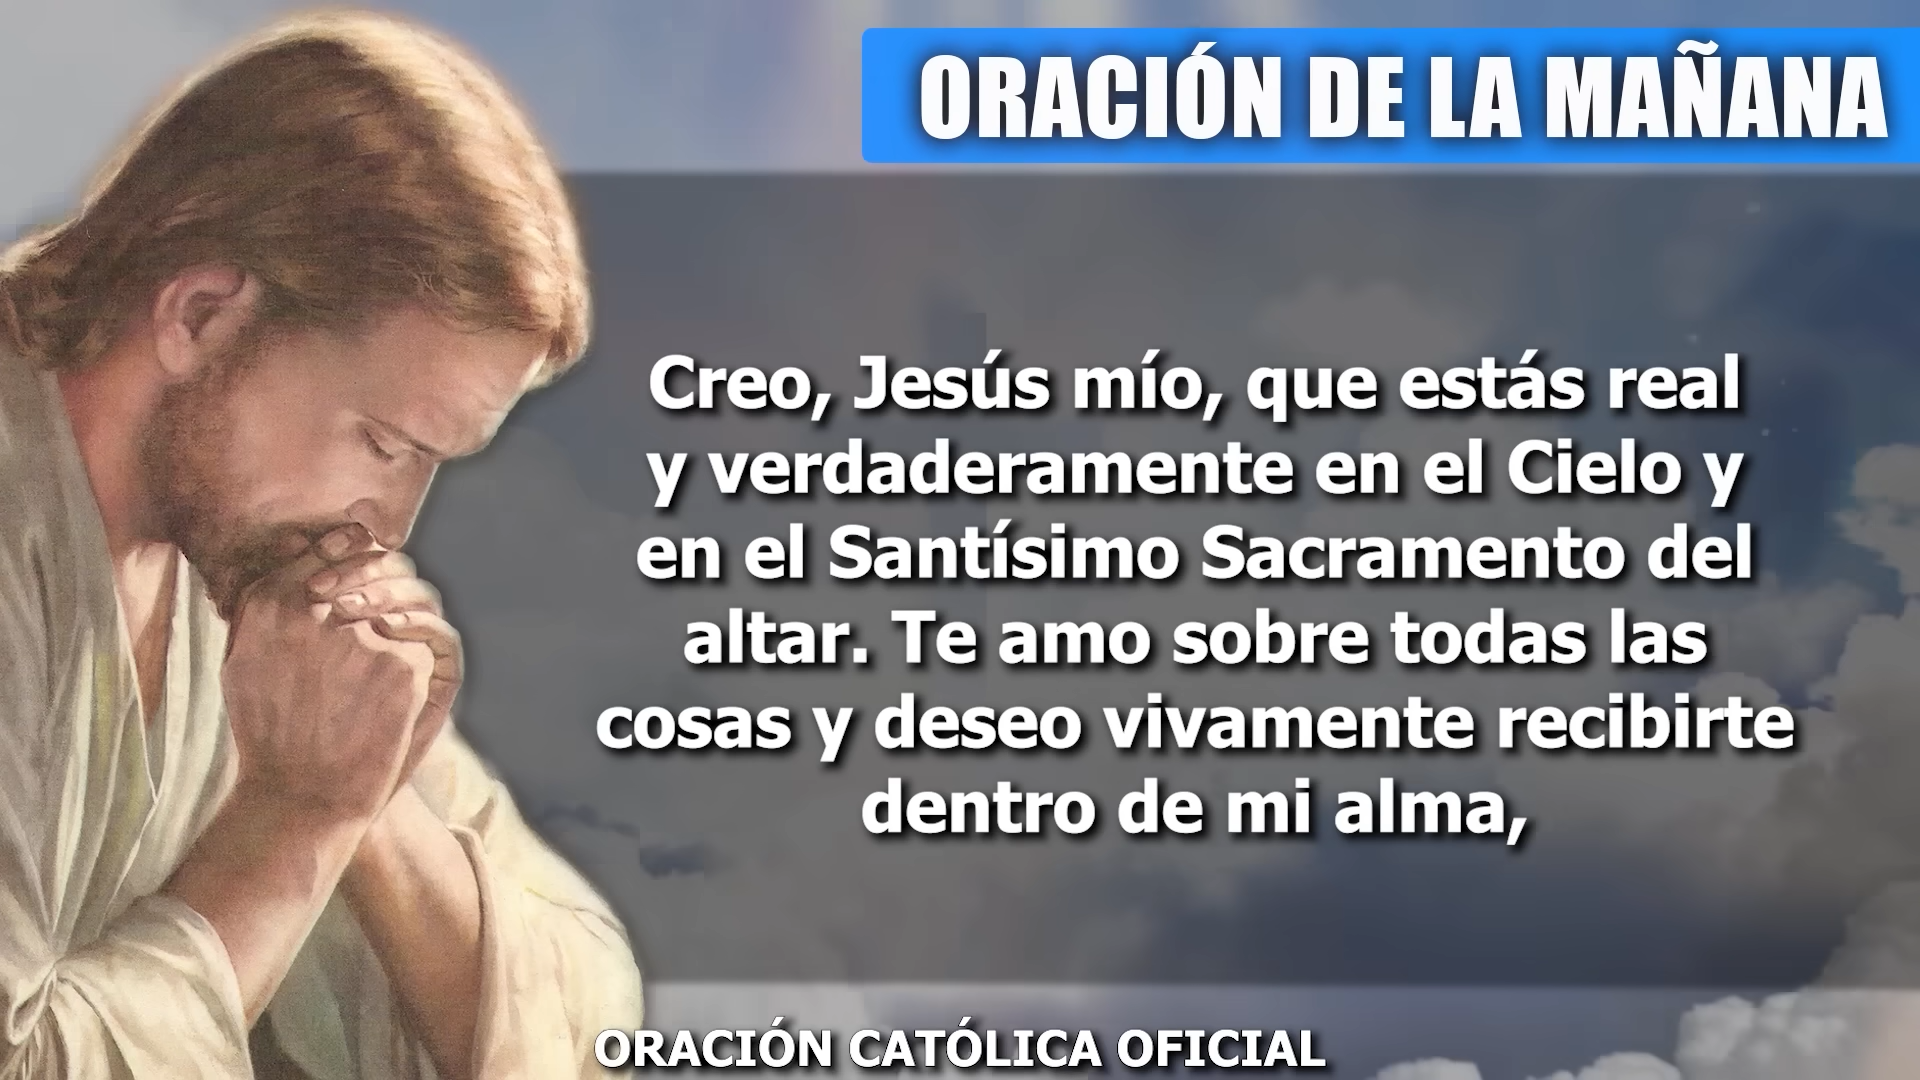 ORACIÓN DE LA MAÑANA
Creo, Jesús mío, que estás real
y verdaderamente en el Cielo y
en el Santísimo Sacramento del
altar. Te amo sobre todas las
cosas y deseo vivamente recibirte
dentro de mi alma,
ORACIÓN CATÓLICA OFICIAL